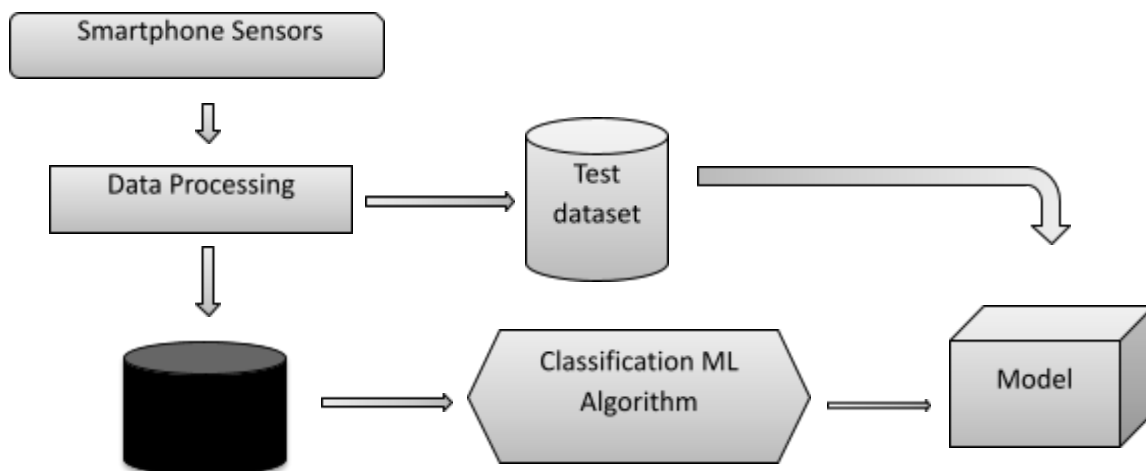 Smartphone Sensors
Data Processing
Test
dataset
Classification ML
Algorithm
Model